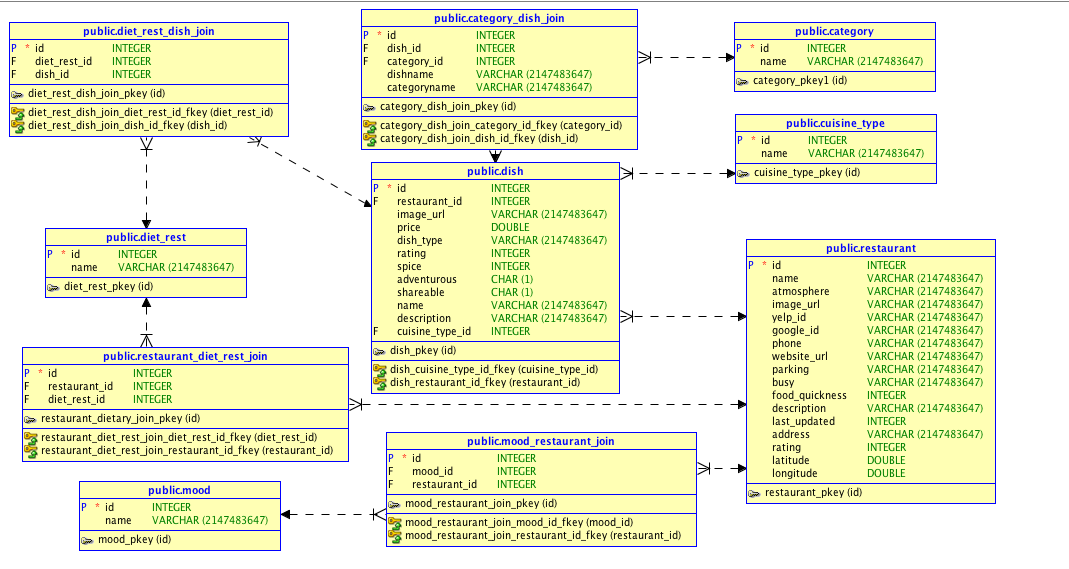 public.diet_rest_dish_join
P * id INTEGER
F diet_rest_id INTEGER
F dish_id INTEGER
diet_rest_dish_join_pkey (id)
diet_rest_dish_join_diet_rest_id_fkey (diet_rest_id)
diet_rest_dish_join_dish_id_fkey (dish_id)
public.category_dish_join
P * id INTEGER
F dish_id INTEGER
F category_id INTEGER
dishname VARCHAR (2147483647)
categoryname VARCHAR (2147483647)
category_dish_join_pkey (id)
category_dish_join_category_id_fkey (category_id)
category_dish_join_dish_id_fkey (dish_id)
public.category
P * id INTEGER
name VARCHAR (2147483647)
category_pkey1 (id)
public.cuisine_type
P * id INTEGER
name VARCHAR (2147483647)
cuisine_type_pkey (id)
public.dish
P * id INTEGER
F restaurant_id INTEGER
image_url VARCHAR (2147483647)
price DOUBLE
dish_type VARCHAR (2147483647)
rating INTEGER
spice INTEGER
adventurous CHAR (1)
shareable CHAR (1)
name VARCHAR (2147483647)
description VARCHAR (2147483647)
F cuisine_type_id INTEGER
dish_pkey (id)
dish_cuisine_type_id_fkey (cuisine_type_id)
dish_restaurant_id_fkey (restaurant_id)
public.diet_rest
P * id INTEGER
name VARCHAR (2147483647)
diet_rest_pkey (id)
public.restaurant
P * id INTEGER
name VARCHAR (2147483647)
atmosphere VARCHAR (2147483647)
image_url VARCHAR (2147483647)
yelp_id VARCHAR (2147483647)
google_id VARCHAR (2147483647)
phone VARCHAR (2147483647)
website_url VARCHAR (2147483647)
parking VARCHAR (2147483647)
busy VARCHAR (2147483647)
food_quickness INTEGER
description VARCHAR (2147483647)
last_updated INTEGER
address VARCHAR (2147483647)
rating INTEGER
latitude DOUBLE
longitude DOUBLE
restaurant_pkey (id)
public.restaurant_diet_rest_join
P * id INTEGER
F restaurant_id INTEGER
F diet_rest_id INTEGER
restaurant_dietary_join_pkey (id)
restaurant_diet_rest_join_diet_rest_id_fkey (diet_rest_id)
restaurant_diet_rest_join_restaurant_id_fkey (restaurant_id)
public.mood_restaurant_join
P * id INTEGER
F mood_id INTEGER
F restaurant_id INTEGER
mood_restaurant_join_pkey (id)
mood_restaurant_join_mood_id_fkey (mood_id)
mood_restaurant_join_restaurant_id_fkey (restaurant_id)
public.mood
P * id INTEGER
name VARCHAR (2147483647)
mood_pkey (id)